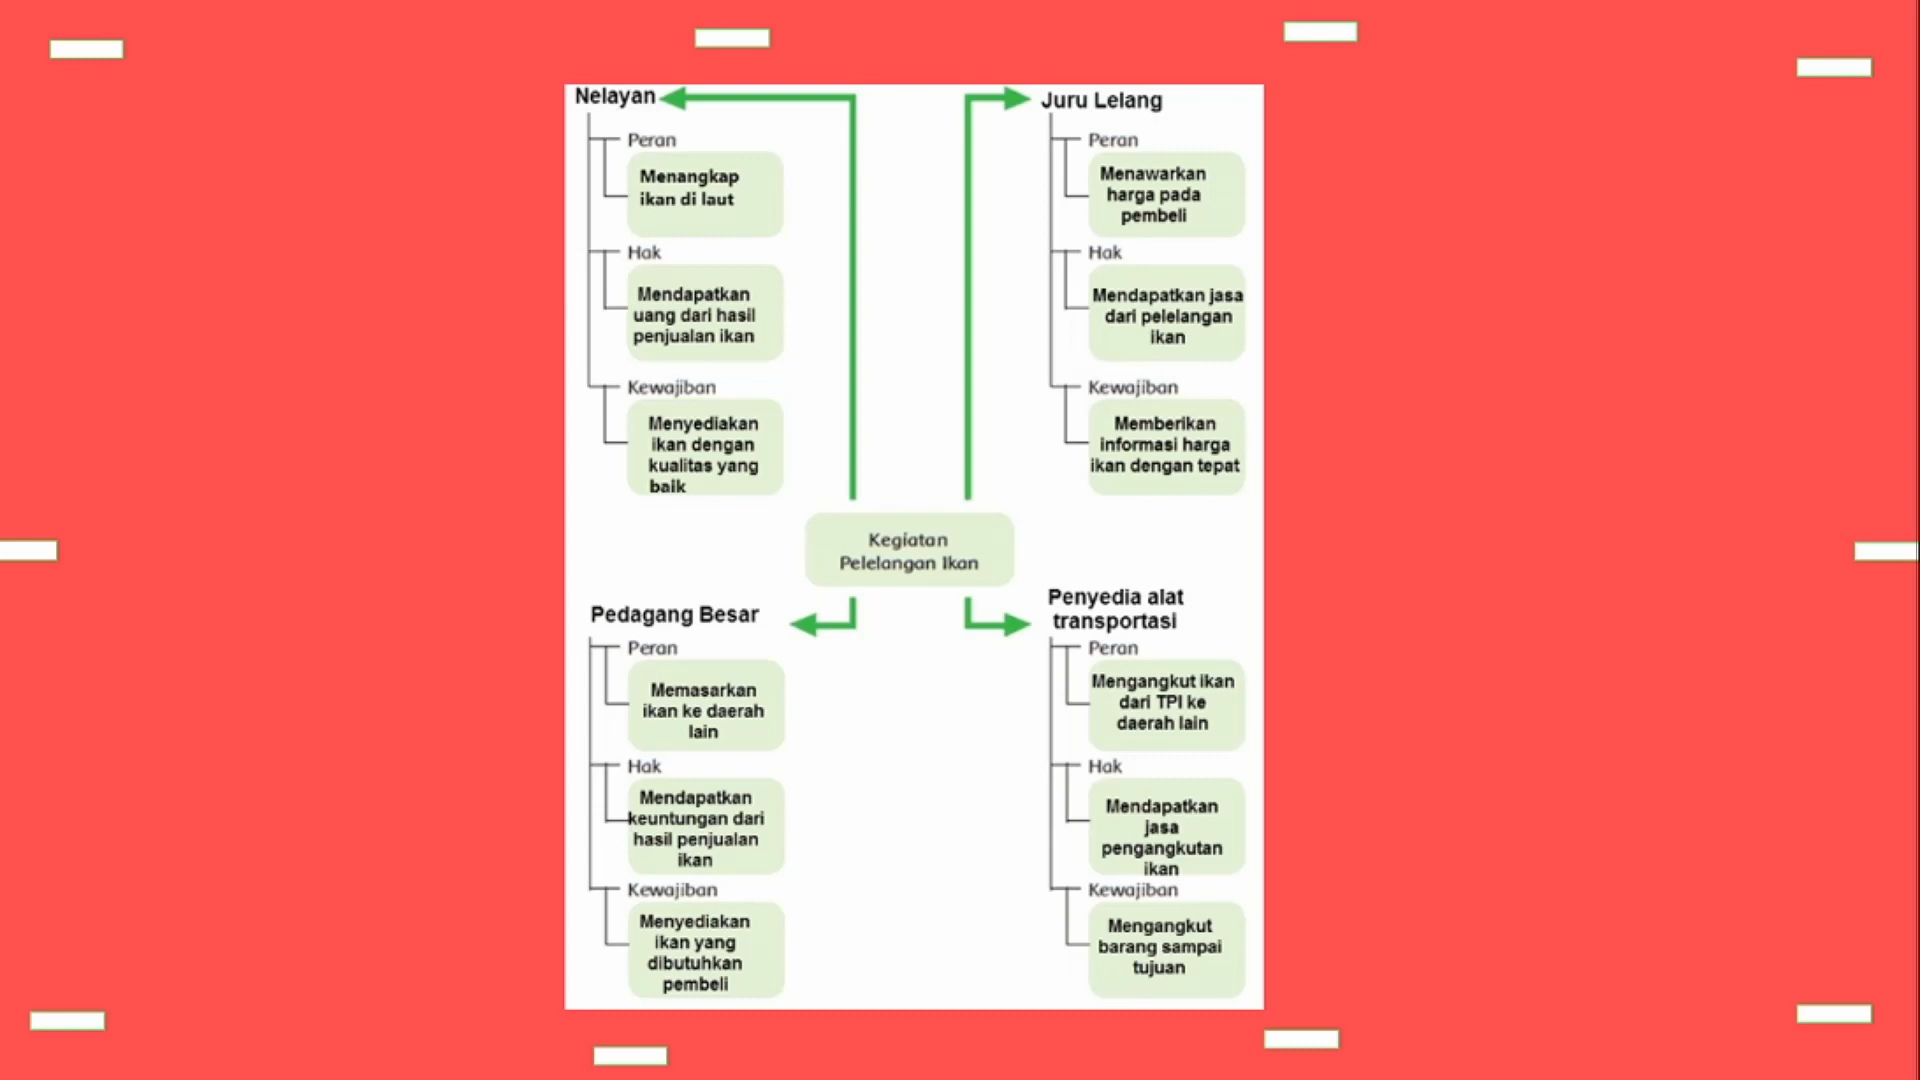 Nelayan
Peran
Menangkap
ikan di laut
Hak
Mendapatkan
uang dari hasil
penjualan ikan
Kewajiban
Menyediakan
ikan dengan
kualitas yang
baik
Juru Lelang
Peran
Menawarkan
harga pada
pembeli
Hak
Mendapatkan jasa
dari pelelangan
ikan
Kewajiban
Memberikan
informasi harga
ikan dengan tepat
Kegiatan
Pelelangan Ikan
Pedagang Besar
Peran
Memasarkan
ikan ke daerah
lain
Hak
Mendapatkan
keuntungan dari
hasil penjualan
ikan
Kewajiban
Menyediakan
ikan yang
dibutuhkan
pembeli
Penyedia alat
transportasi
Peran
Mengangkut ikan
dari TPI ke
daerah lain
Hak
Mendapatkan
jasa
pengangkutan
ikan
Kewajiban
Mengangkut
barang sampai
tujuan